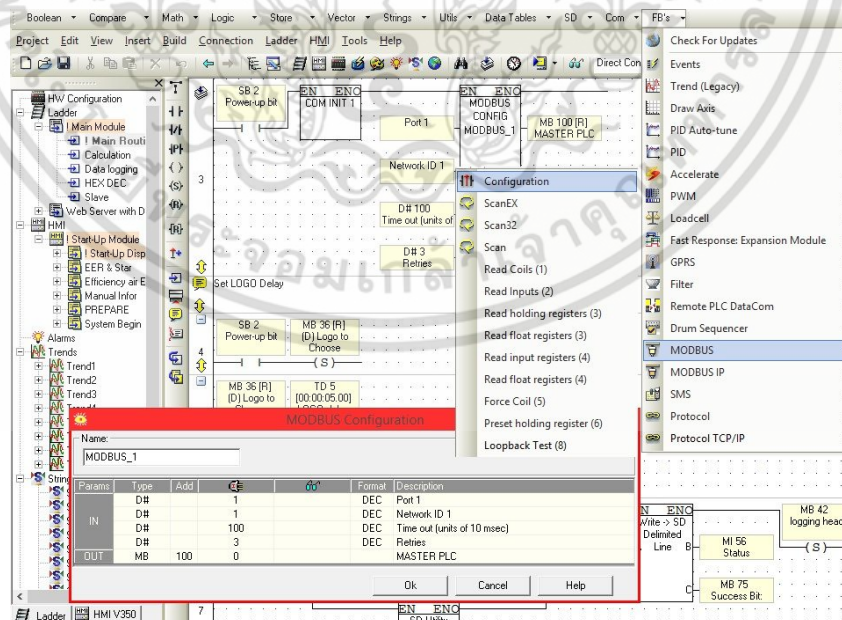 Boolean Compare Math Logic Store Vector Strings Utils Data Tables SD Com FB's
Project Edit View Insert Build Connection Ladder HMI Tools Help
Direct Con
HW Configuration
Ladder
! Main Module
! Main Routi
Calculation
Data logging
HEX DEC
Slave
Web Server with D
HMI
! Start-Up Module
! Start-Up Disp
EER & Star
Efficiency air E
Manual Infor
PREPARE
System Begin
Alarms
Trends
Trend1
Trend2
Trend3
String
Ladder HMI V350
3
SB 2
Power-up bit
EN ENO
COM INIT 1
Port 1
Network ID 1
D# 100
Time out (units of
D# 3
Retries
EN ENO
MODBUS
CONFIG
MODBUS_1
MB 100 [R]
MASTER PLC
Set LOGO Delay
4
SB 2
Power-up bit
MB 36 [R]
(D) Logo to
Choose
( S )
MB 36 [R]
(D) Logo to
TD 5
[00:00:05.00]
Configuration
ScanEX
Scan32
Scan
Read Coils (1)
Read Inputs (2)
Read holding registers (3)
Read float registers (3)
Read input registers (4)
Read float registers (4)
Force Coil (5)
Preset holding register (6)
Loopback Test (8)
Check For Updates
Events
Trend (Legacy)
Draw Axis
PID Auto-tune
PID
Accelerate
PWM
Loadcell
Fast Response: Expansion Module
GPRS
Filter
Remote PLC DataCom
Drum Sequencer
MODBUS
MODBUS IP
SMS
Protocol
Protocol TCP/IP
MODBUS Configuration
Name:
MODBUS_1
Params Type Add Format Description
IN D# 1 DEC Port 1
D# 1 DEC Network ID 1
D# 100 DEC Time out (units of 10 msec)
D# 3 DEC Retries
OUT MB 100 0 MASTER PLC
Ok Cancel Help
N ENO
Write -> SD
Delimited
Line B
C
MI 56
Status
MB 75
Success Bit:
MB 42
logging head
( S )
7
EN ENO